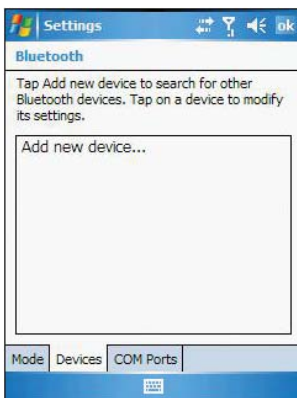 Settings
ok
Bluetooth
Tap Add new device to search for other
Bluetooth devices. Tap on a device to modify
its settings.
Add new device...
Mode Devices COM Ports